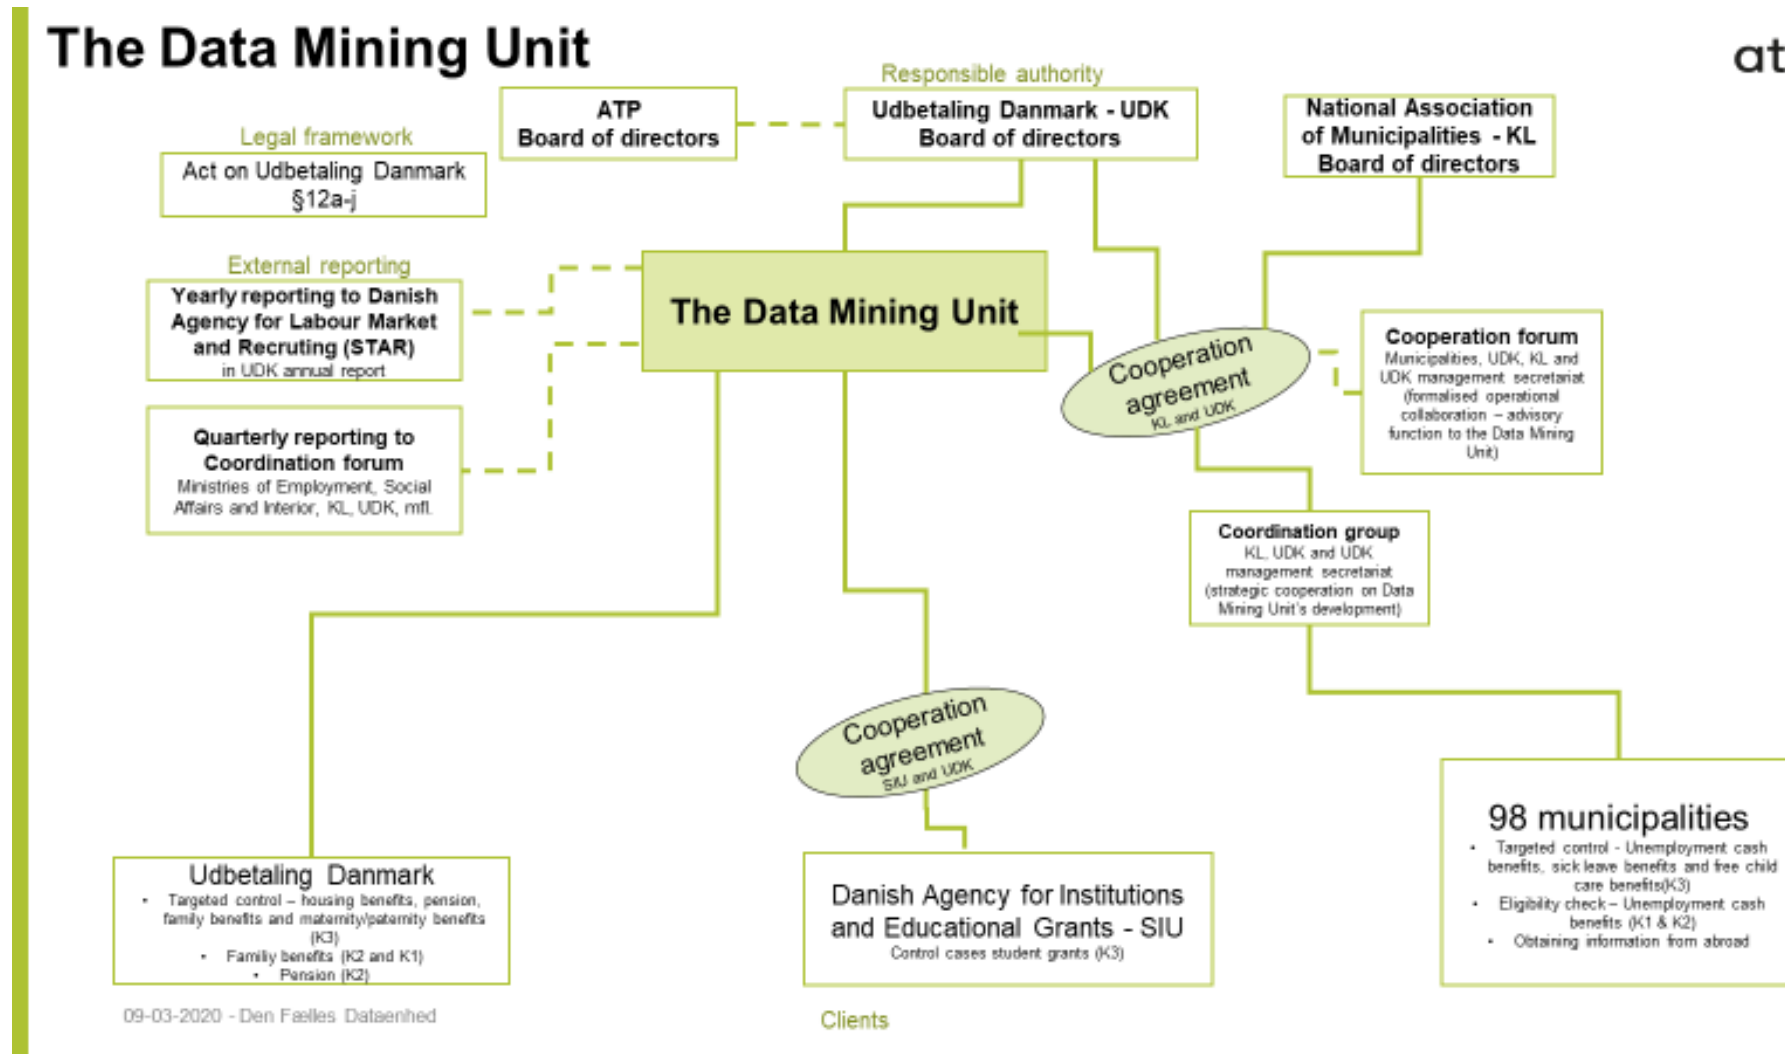 The Data Mining Unit
at
Responsible authority
ATP
Board of directors
Udbetaling Danmark - UDK
Board of directors
National Association
of Municipalities - KL
Board of directors
Legal framework
Act on Udbetaling Danmark
§12a-j
External reporting
Yearly reporting to Danish
Agency for Labour Market
and Recruting (STAR)
in UDK annual report
Quarterly reporting to
Coordination forum
Ministries of Employment, Social
Affairs and Interior, KL, UDK, mfl.
The Data Mining Unit
Cooperation
agreement
KL and UDK
Cooperation forum
Municipalities, UDK, KL and
UDK management secretariat
(formalised operational
collaboration – advisory
function to the Data Mining
Unit)
Coordination group
KL, UDK and UDK
management secretariat
(strategic cooperation on Data
Mining Unit's development)
Cooperation
agreement
SIU and UDK
Udbetaling Danmark
• Targeted control – housing benefits, pension,
family benefits and maternity/paternity benefits
(K3)
• Familiy benefits (K2 and K1)
• Pension (K2)
Danish Agency for Institutions
and Educational Grants - SIU
Control cases student grants (K3)
98 municipalities
• Targeted control - Unemployment cash
benefits, sick leave benefits and free child
care benefits(K3)
• Eligibility check – Unemployment cash
benefits (K1 & K2)
• Obtaining information from abroad
09-03-2020 - Den Fælles Dataenhed
Clients